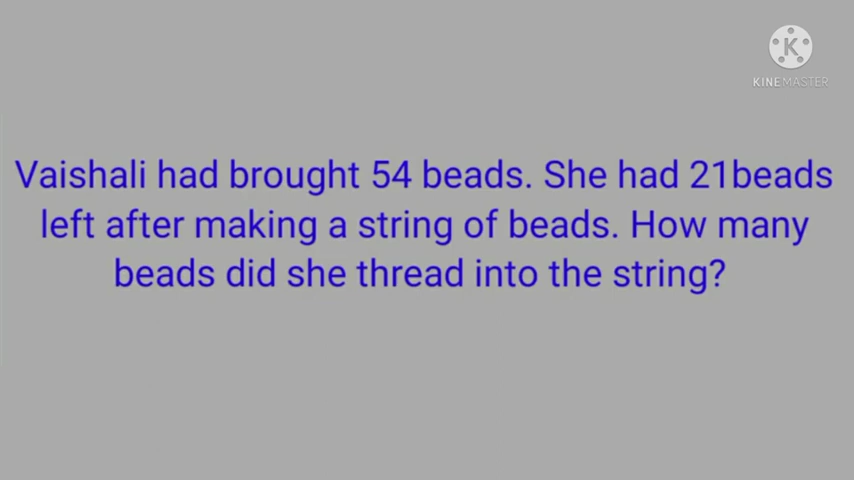 KINEMASTER
Vaishali had brought 54 beads. She had 21beads
left after making a string of beads. How many
beads did she thread into the string?